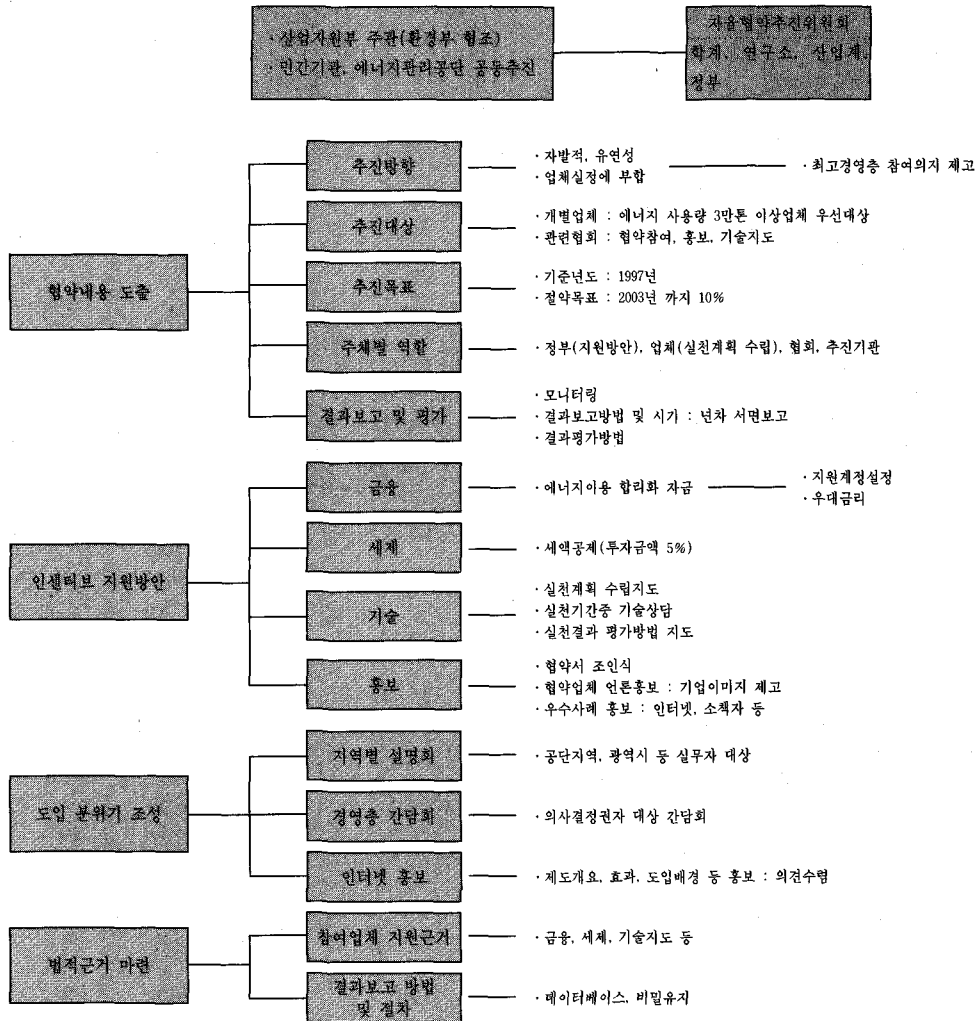 · 산업자원부 주관(환경부 협조)
· 민간기관, 에너지관리공단 공동추진
자율협약추진위원회
학계, 연구소, 산업계,
정부
협약내용 도출
추진방향
· 자발적, 유연성
· 업체실정에 부합
· 최고경영층 참여의지 제고
추진대상
· 개별업체 : 에너지 사용량 3만톤 이상업체 우선대상
· 관련협회 : 협약참여, 홍보, 기술지도
추진목표
· 기준년도 : 1997년
· 절약목표 : 2003년 까지 10%
주체별 역할
· 정부(지원방안), 업체(실천계획 수립), 협회, 추진기관
결과보고 및 평가
· 모니터링
· 결과보고방법 및 시기 : 년차 서면보고
· 결과평가방법
인센티브 지원방안
금융
· 에너지이용 합리화 자금
· 지원계정설정
· 우대금리
세제
· 세액공제(투자금액 5%)
기술
· 실천계획 수립지도
· 실천기간중 기술상담
· 실천결과 평가방법 지도
홍보
· 협약서 조인식
· 협약업체 언론홍보 : 기업이미지 제고
· 우수사례 홍보 : 인터넷, 소책자 등
도입 분위기 조성
지역별 설명회
· 공단지역, 광역시 등 실무자 대상
경영층 간담회
· 의사결정권자 대상 간담회
인터넷 홍보
· 제도개요, 효과, 도입배경 등 홍보 : 의견수렴
법적근거 마련
참여업체 지원근거
· 금융, 세제, 기술지도 등
결과보고 방법
및 절차
· 데이터베이스, 비밀유지